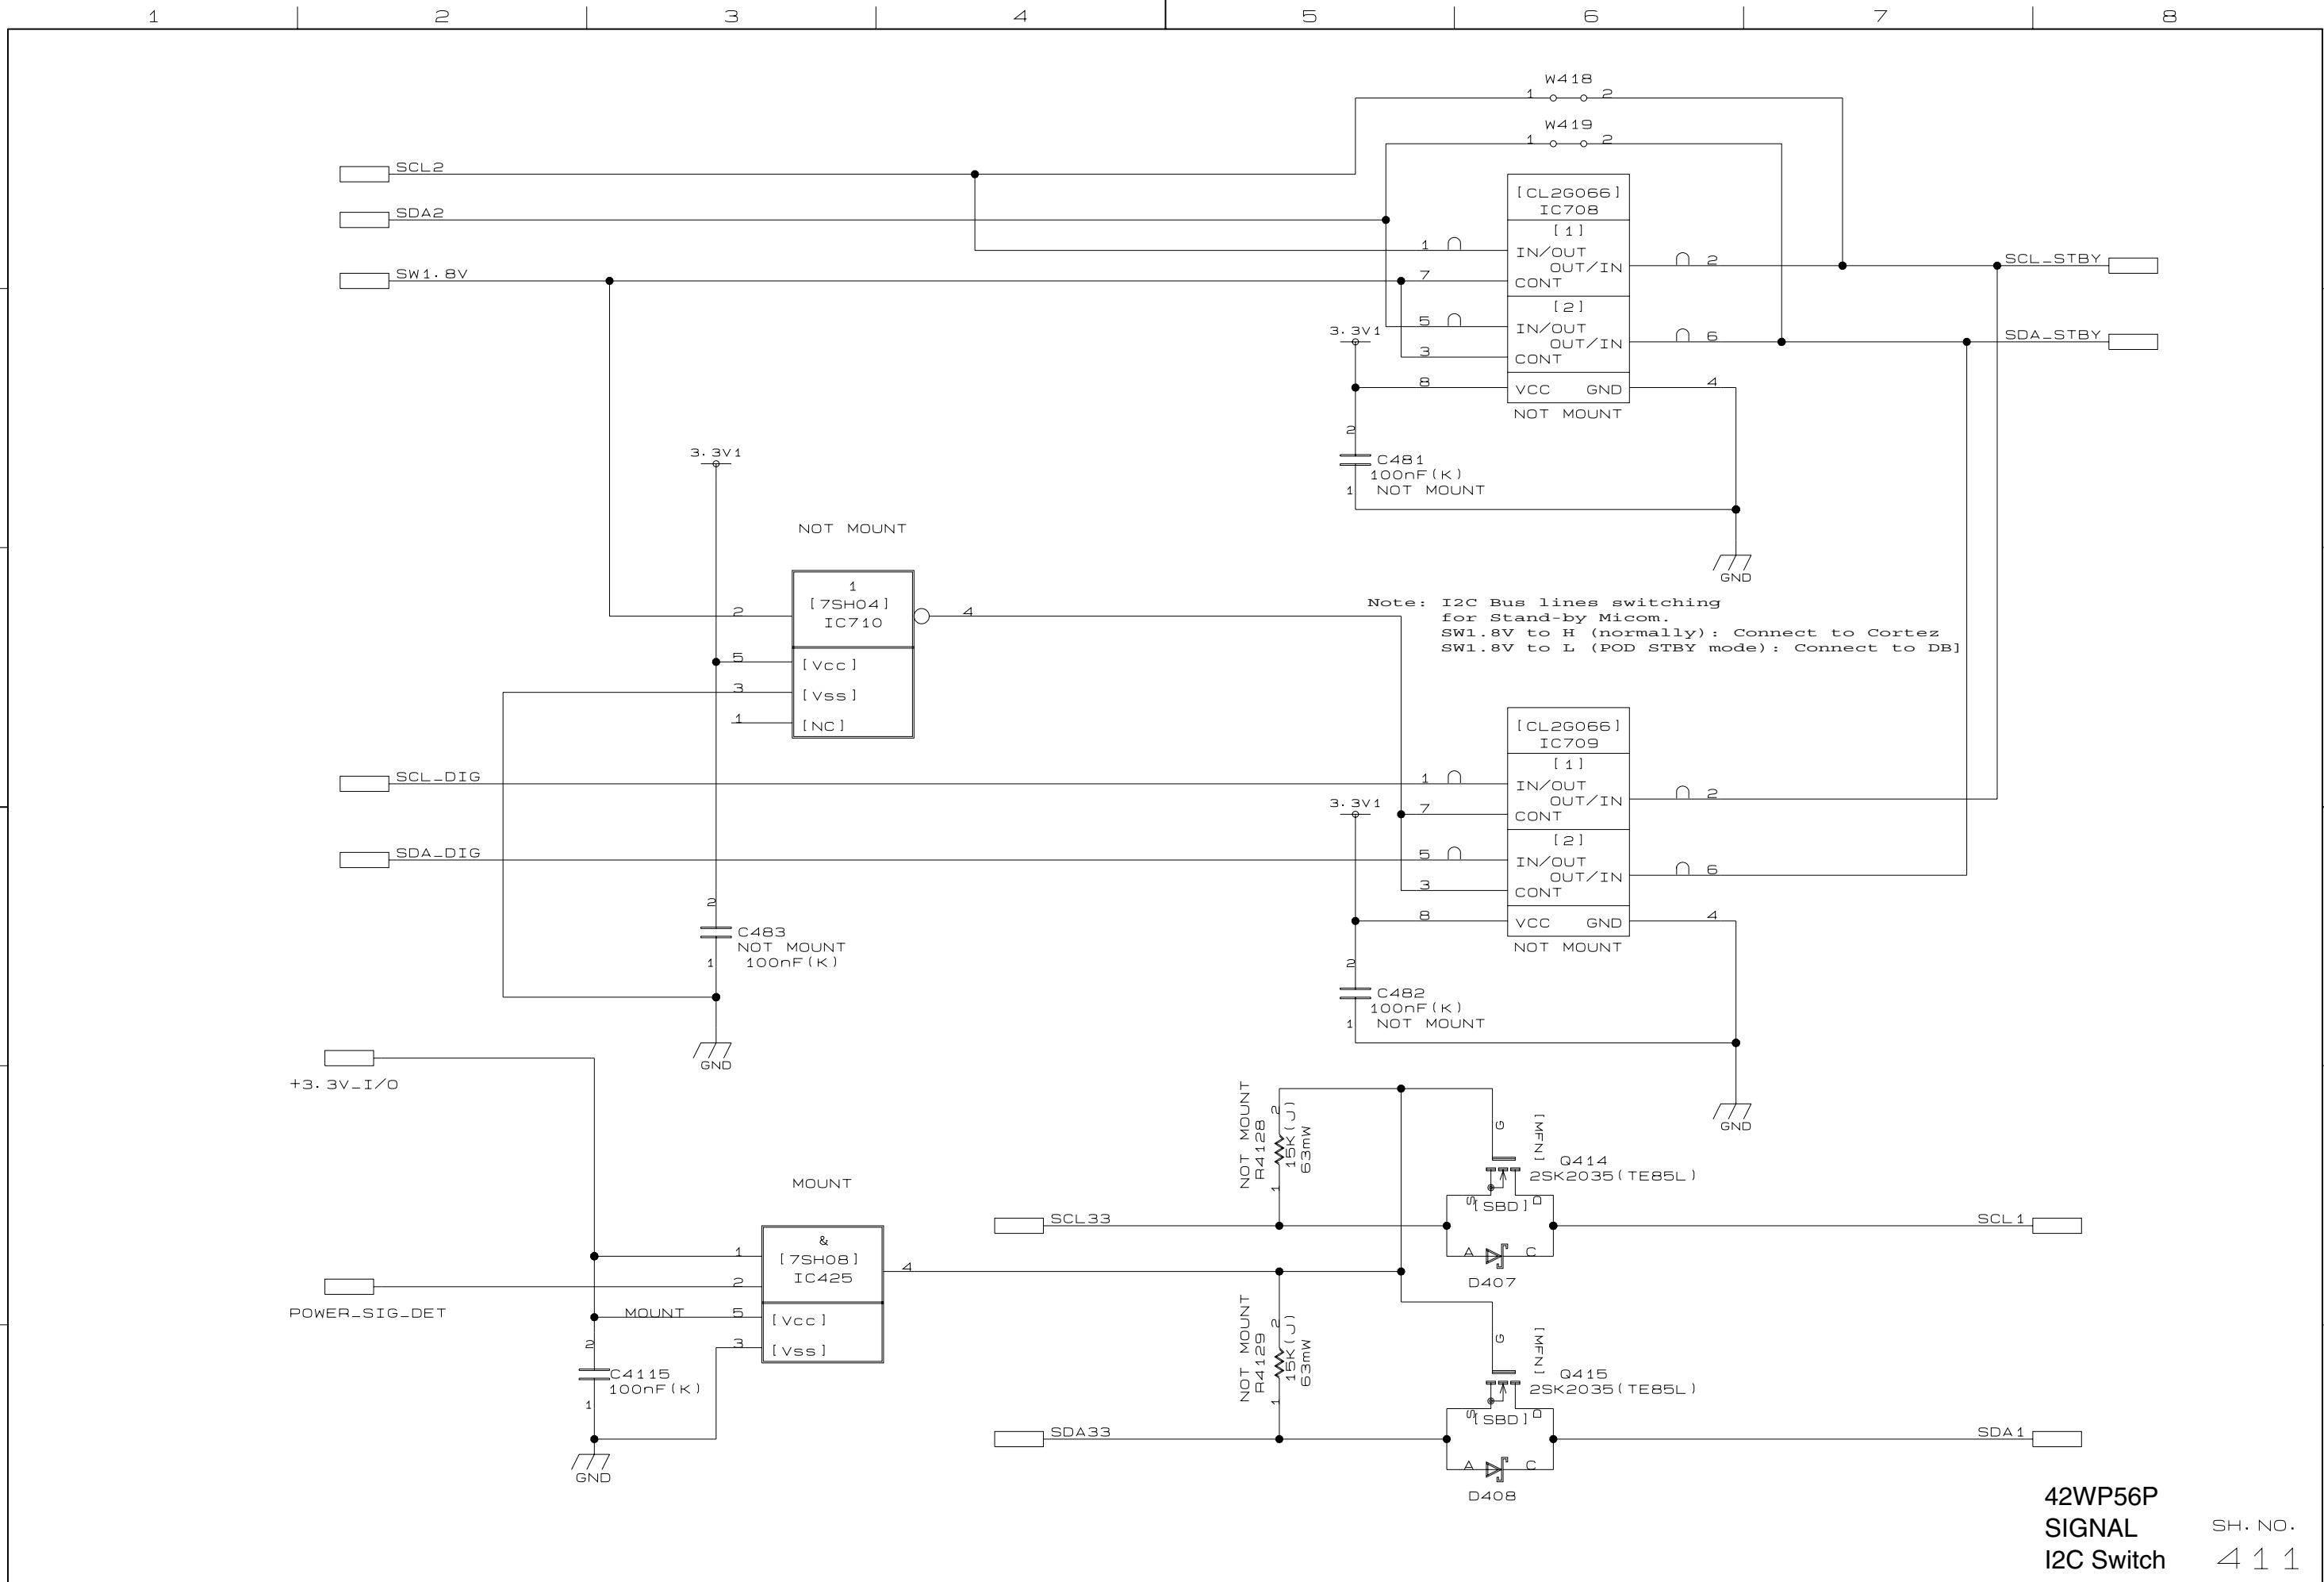 1 2 3 4 5 6 7 8
W418
1 2
W419
1 2
SCL2
SDA2
SW1.8V
[CL2G066]
IC708
[1]
1 IN/OUT
OUT/IN 2
7 CONT
[2]
5 IN/OUT
OUT/IN 6
3 CONT
8 VCC GND 4
NOT MOUNT
SCL_STBY
SDA_STBY
3.3V1
2
C481
100nF(K)
1 NOT MOUNT
GND
3.3V1
NOT MOUNT
1
[7SH04]
IC710
2 4
5 [Vcc]
3 [Vss]
1 [NC]
Note: I2C Bus lines switching
for Stand-by Micom.
SW1.8V to H (normally): Connect to Cortez
SW1.8V to L (POD STBY mode): Connect to DB]
SCL_DIG
SDA_DIG
[CL2G066]
IC709
[1]
1 IN/OUT
OUT/IN 2
7 CONT
[2]
5 IN/OUT
OUT/IN 6
3 CONT
8 VCC GND 4
NOT MOUNT
3.3V1
2
C482
100nF(K)
1 NOT MOUNT
GND
2
C483
NOT MOUNT
1 100nF(K)
GND
+3.3V_I/O
POWER_SIG_DET
MOUNT
&
[7SH08]
IC425
1
2
4
MOUNT 5 [Vcc]
3 [Vss]
2
C4115
100nF(K)
1
GND
NOT MOUNT
R4128
1 2
15K(J)
63mW
G
[MFN]
Q414
2SK2035(TE85L)
S [SBD] D
SCL33
SCL1
A C
D407
NOT MOUNT
R4129
1 2
15K(J)
63mW
G
[MFN]
Q415
2SK2035(TE85L)
S [SBD] D
SDA33
SDA1
A C
D408
42WP56P
SIGNAL
I2C Switch
SH.NO.
411